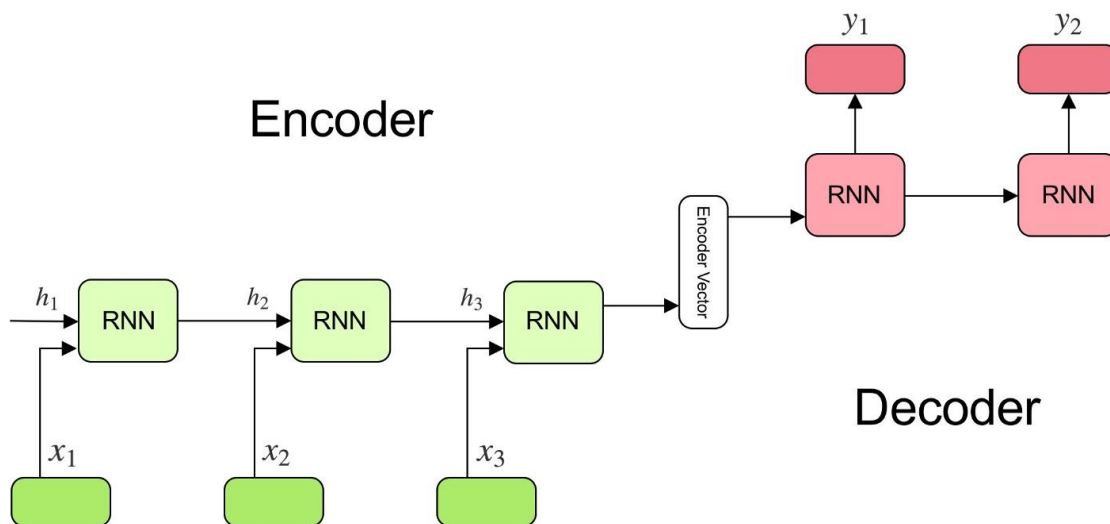 y₁
y₂
Encoder
RNN
RNN
Encoder Vector
h₁
RNN
h₂
RNN
h₃
RNN
Decoder
x₁
x₂
x₃